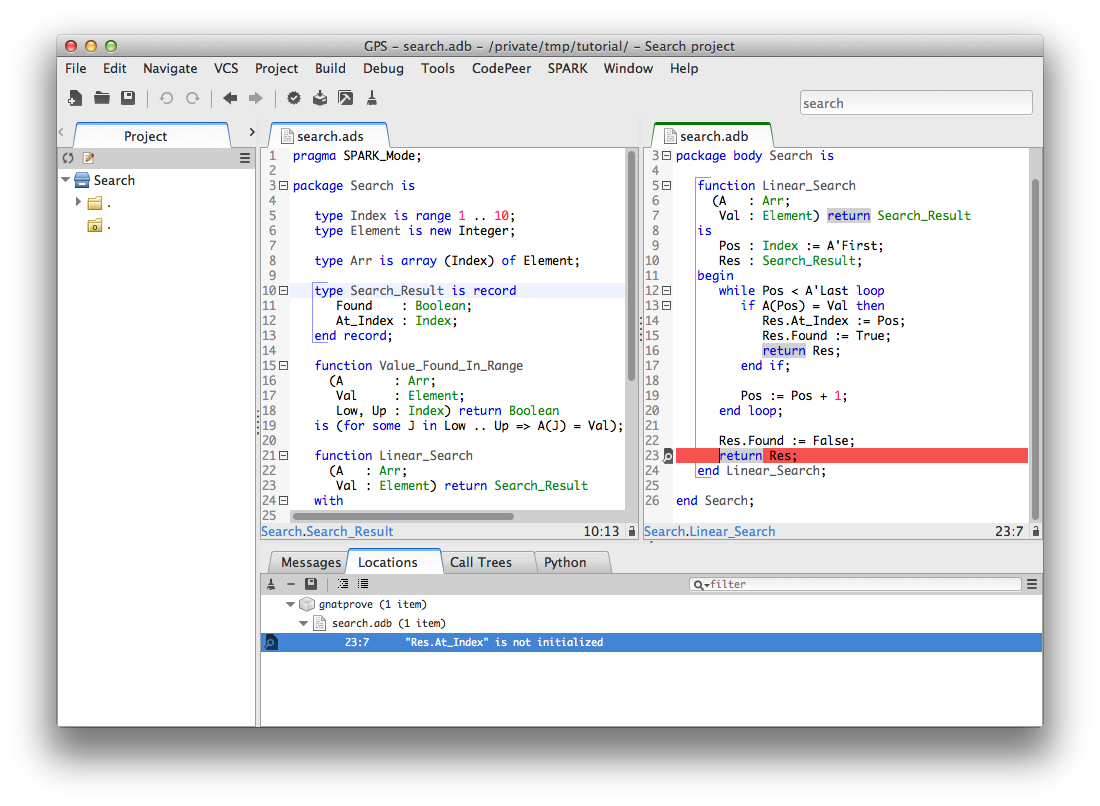 GPS - search.adb - /private/tmp/tutorial/ - Search project
File Edit Navigate VCS Project Build Debug Tools CodePeer SPARK Window Help
search
Project
Search
.
.
search.ads
1 pragma SPARK_Mode;
2
3 package Search is
4
5    type Index is range 1 .. 10;
6    type Element is new Integer;
7
8    type Arr is array (Index) of Element;
9
10    type Search_Result is record
11       Found    : Boolean;
12       At_Index : Index;
13    end record;
14
15    function Value_Found_In_Range
16      (A       : Arr;
17       Val     : Element;
18       Low, Up : Index) return Boolean
19    is (for some J in Low .. Up => A(J) = Val);
20
21    function Linear_Search
22      (A   : Arr;
23       Val : Element) return Search_Result
24    with
25
Search.Search_Result 10:13
search.adb
3 package body Search is
4
5    function Linear_Search
6      (A   : Arr;
7       Val : Element) return Search_Result
8    is
9       Pos : Index := A'First;
10       Res : Search_Result;
11    begin
12       while Pos < A'Last loop
13          if A(Pos) = Val then
14             Res.At_Index := Pos;
15             Res.Found := True;
16             return Res;
17          end if;
18
19          Pos := Pos + 1;
20       end loop;
21
22       Res.Found := False;
23       return Res;
24    end Linear_Search;
25
26 end Search;
Search.Linear_Search 23:7
Messages Locations Call Trees Python
filter
gnatprove (1 item)
search.adb (1 item)
23:7 "Res.At_Index" is not initialized